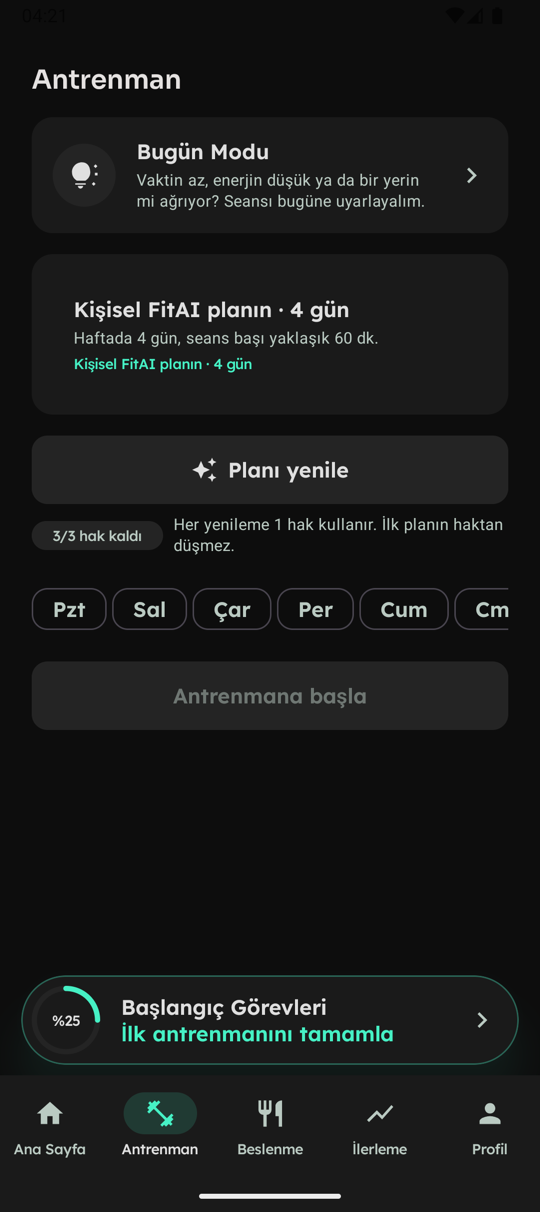 04:21
Antrenman
Bugün Modu
Vaktin az, enerjin düşük ya da bir yerin
mi ağrıyor? Seansı bugüne uyarlayalım.
Kişisel FitAI planın · 4 gün
Haftada 4 gün, seans başı yaklaşık 60 dk.
Kişisel FitAI planın · 4 gün
Planı yenile
3/3 hak kaldı
Her yenileme 1 hak kullanır. İlk planın haktan
düşmez.
Pzt Sal Çar Per Cum Cm
Antrenmana başla
%25
Başlangıç Görevleri
İlk antrenmanını tamamla
Ana Sayfa Antrenman Beslenme İlerleme Profil